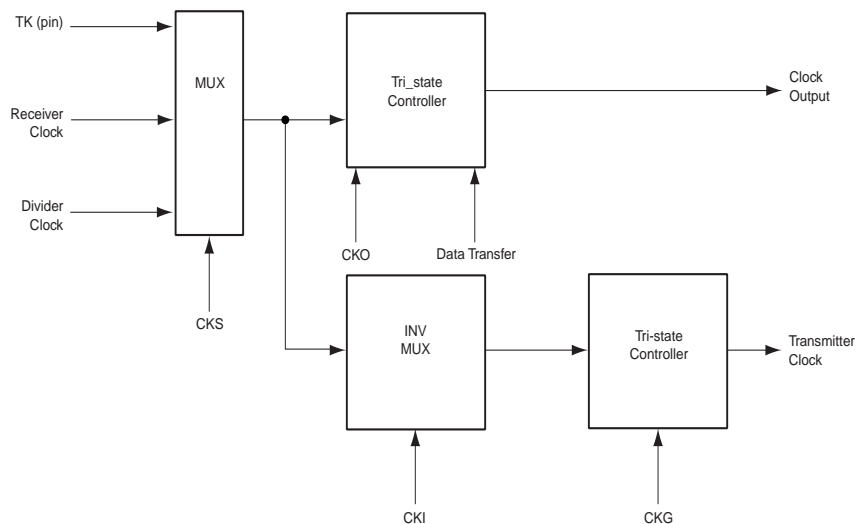 TK (pin)
MUX
Tri_state
Controller
Clock
Output
Receiver
Clock
Divider
Clock
CKO
Data Transfer
CKS
INV
MUX
Tri-state
Controller
Transmitter
Clock
CKI
CKG